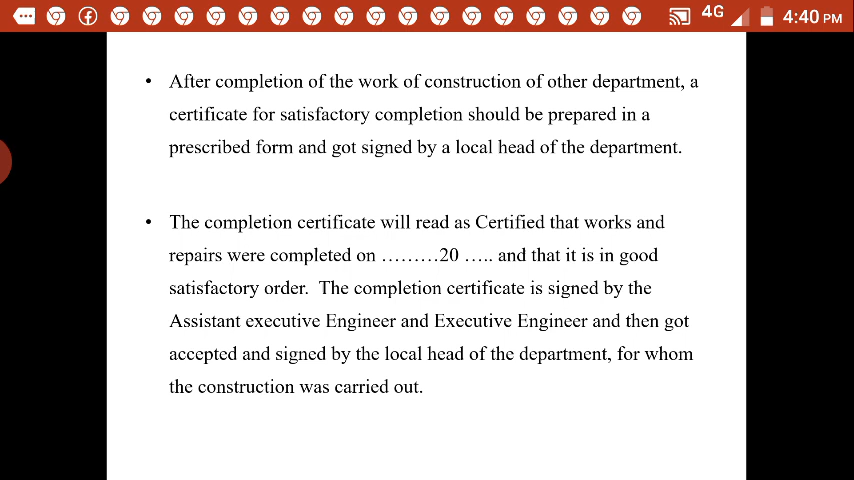 4G
4:40 PM
• After completion of the work of construction of other department, a
certificate for satisfactory completion should be prepared in a
prescribed form and got signed by a local head of the department.
• The completion certificate will read as Certified that works and
repairs were completed on ………20 ….. and that it is in good
satisfactory order.  The completion certificate is signed by the
Assistant executive Engineer and Executive Engineer and then got
accepted and signed by the local head of the department, for whom
the construction was carried out.